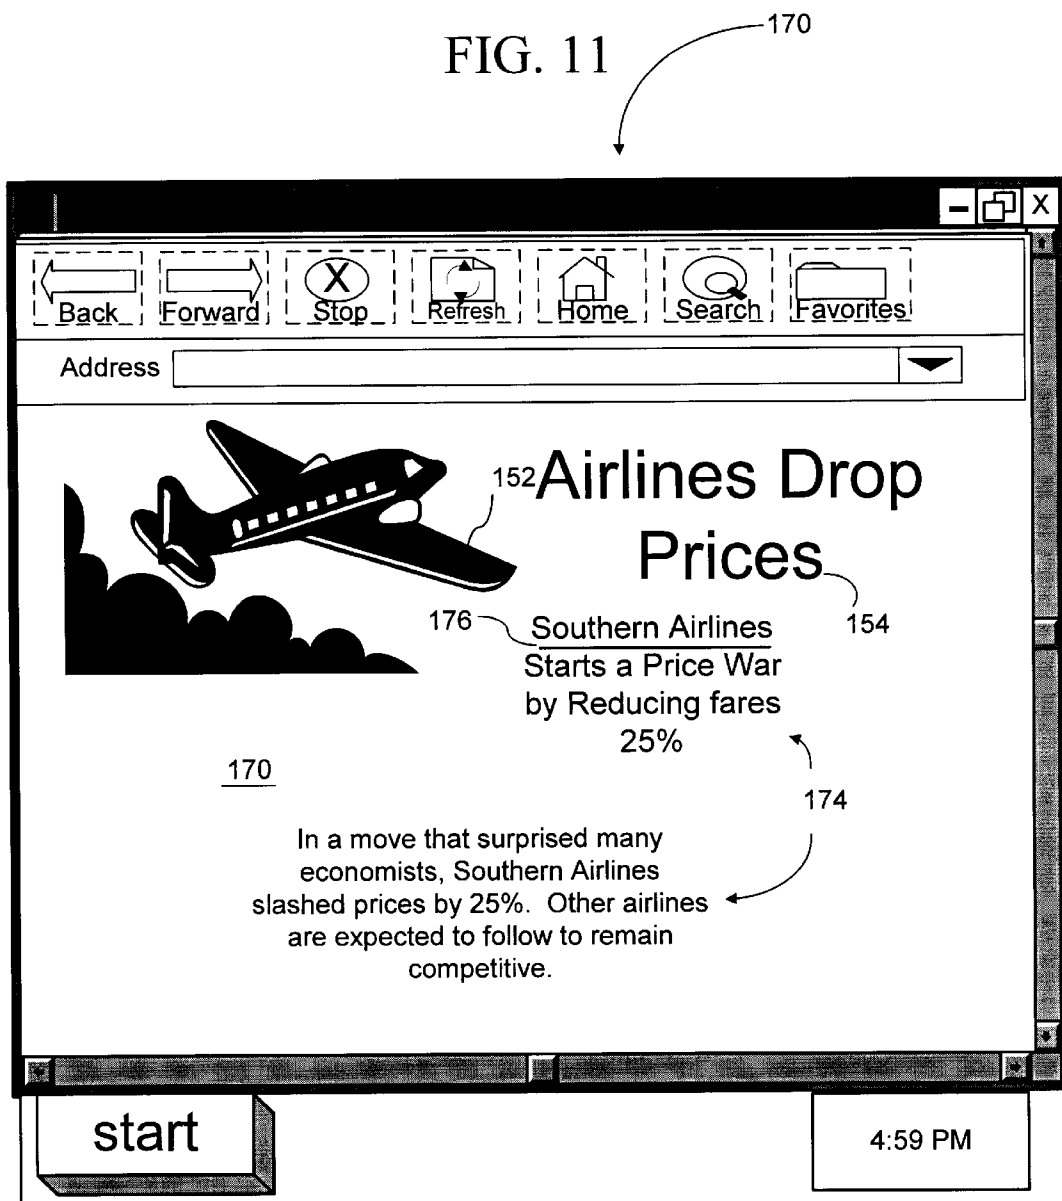 FIG. 11
170
X
Back Forward Stop Refresh Home Search Favorites
X
Address
152
Airlines Drop
Prices
154
176
Southern Airlines
Starts a Price War
by Reducing fares
25%
170
174
In a move that surprised many
economists, Southern Airlines
slashed prices by 25%. Other airlines
are expected to follow to remain
competitive.
start
4:59 PM